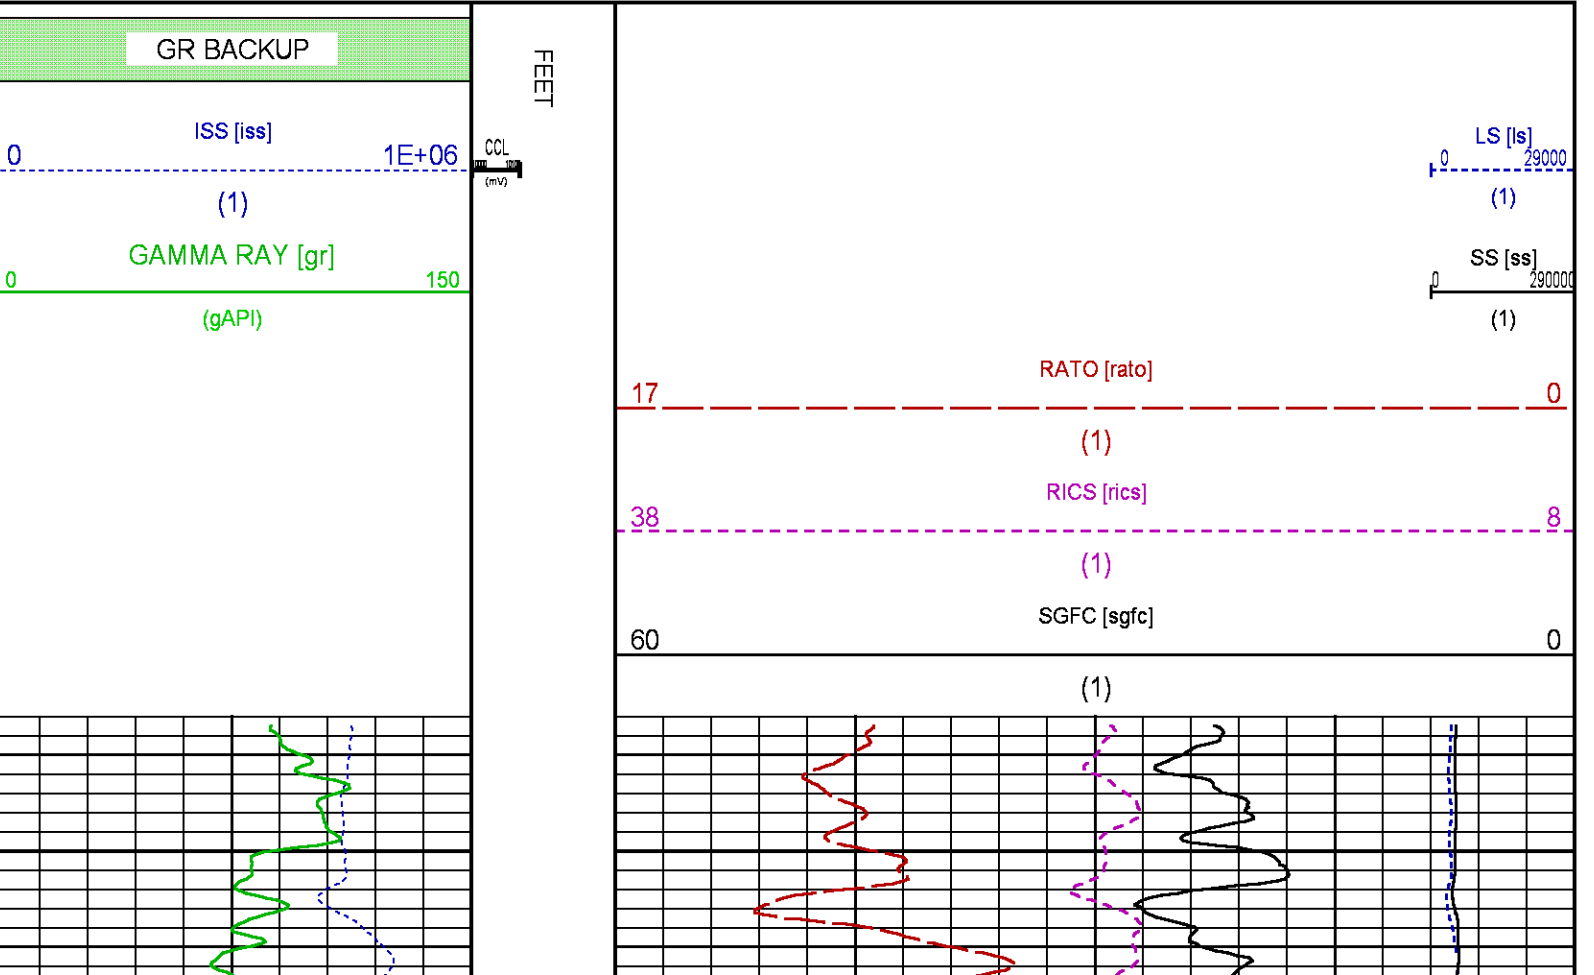 GR BACKUP
ISS [iss]
0 1E+06
(1)
GAMMA RAY [gr]
0 150
(gAPI)
FEET
CCL
(mV)
LS [ls]
0 29000
(1)
SS [ss]
0 290000
(1)
RATO [rato]
17 0
(1)
RICS [rics]
38 8
(1)
SGFC [sgfc]
60 0
(1)